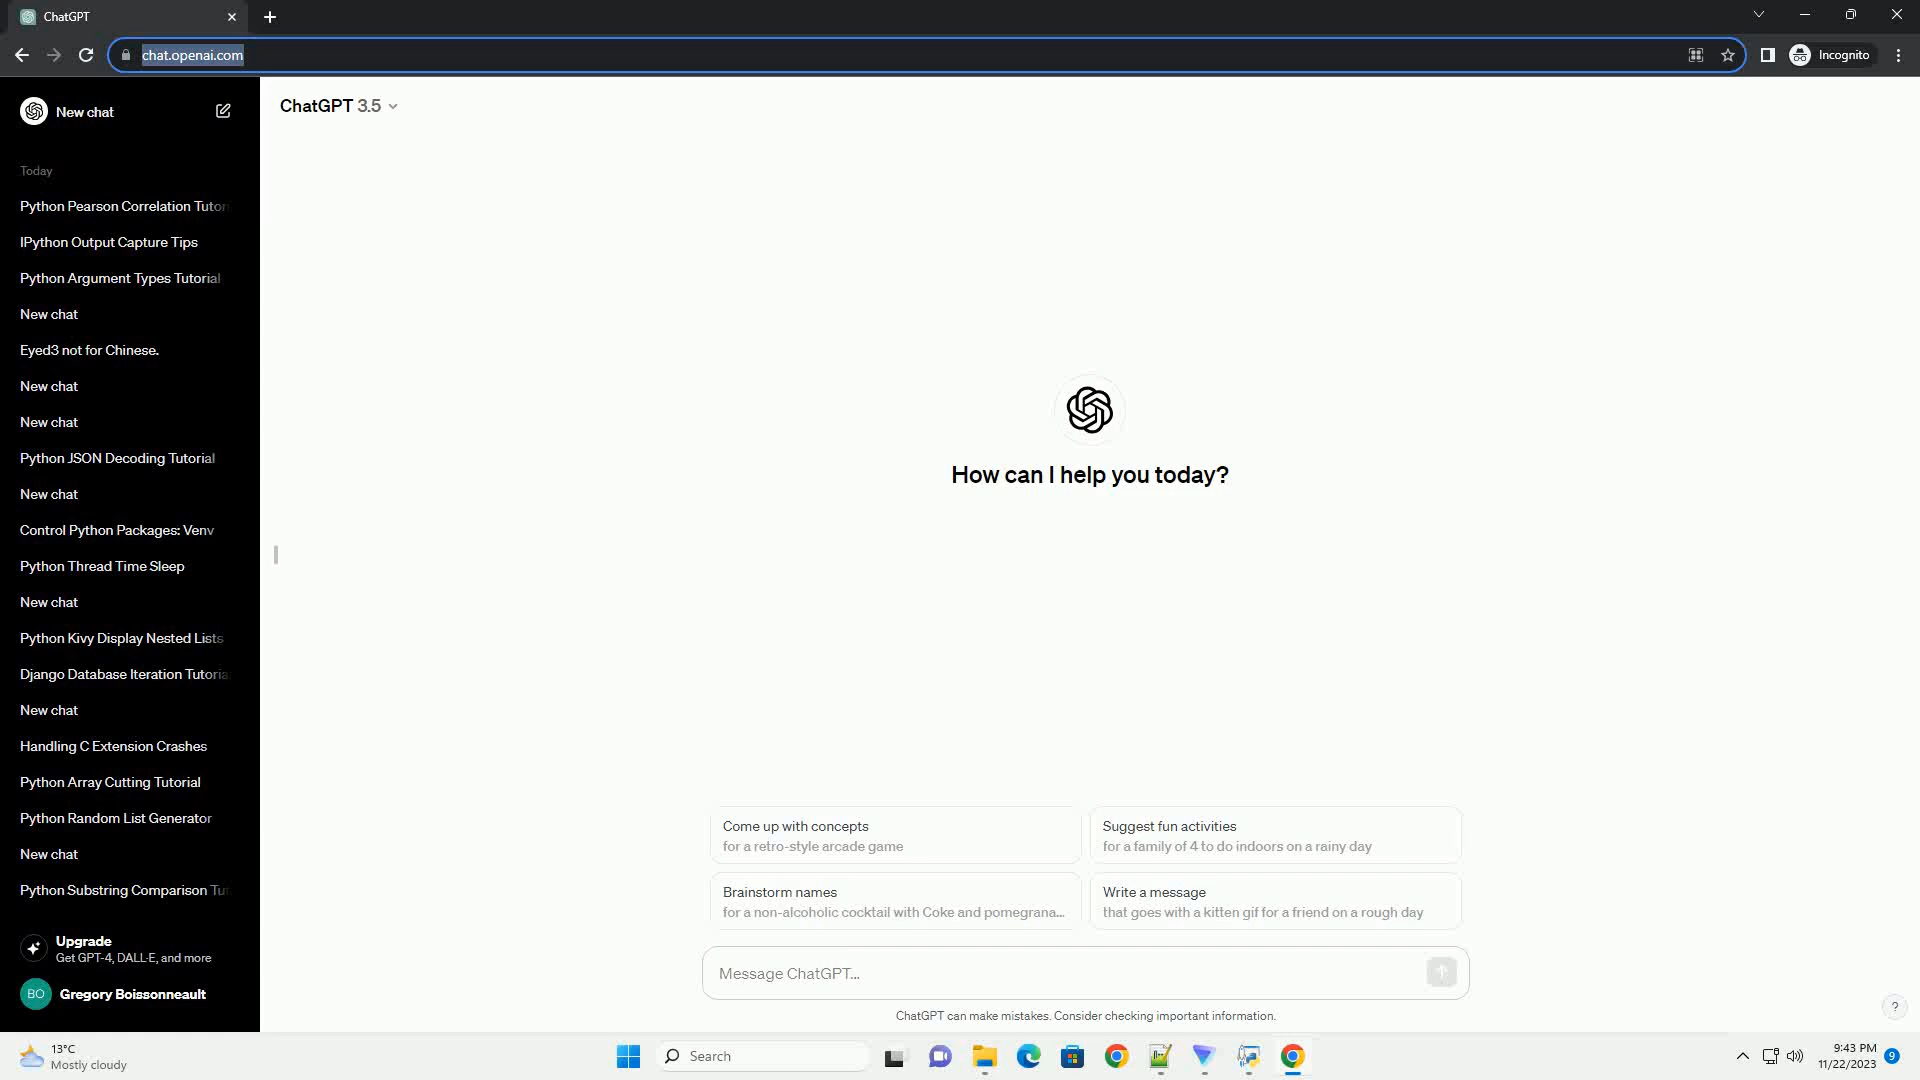 ChatGPT
chat.openai.com
Incognito
New chat
Today
Python Pearson Correlation Tutor
IPython Output Capture Tips
Python Argument Types Tutorial
New chat
Eyed3 not for Chinese.
New chat
New chat
Python JSON Decoding Tutorial
New chat
Control Python Packages: Venv
Python Thread Time Sleep
New chat
Python Kivy Display Nested Lists
Django Database Iteration Tutoria
New chat
Handling C Extension Crashes
Python Array Cutting Tutorial
Python Random List Generator
New chat
Python Substring Comparison Tu
Upgrade
Get GPT-4, DALL·E, and more
BO
Gregory Boissonneault
ChatGPT 3.5
How can I help you today?
Come up with concepts
for a retro-style arcade game
Suggest fun activities
for a family of 4 to do indoors on a rainy day
Brainstorm names
for a non-alcoholic cocktail with Coke and pomegrana...
Write a message
that goes with a kitten gif for a friend on a rough day
Message ChatGPT...
ChatGPT can make mistakes. Consider checking important information.
?
13°C
Mostly cloudy
Search
9:43 PM
11/22/2023
9